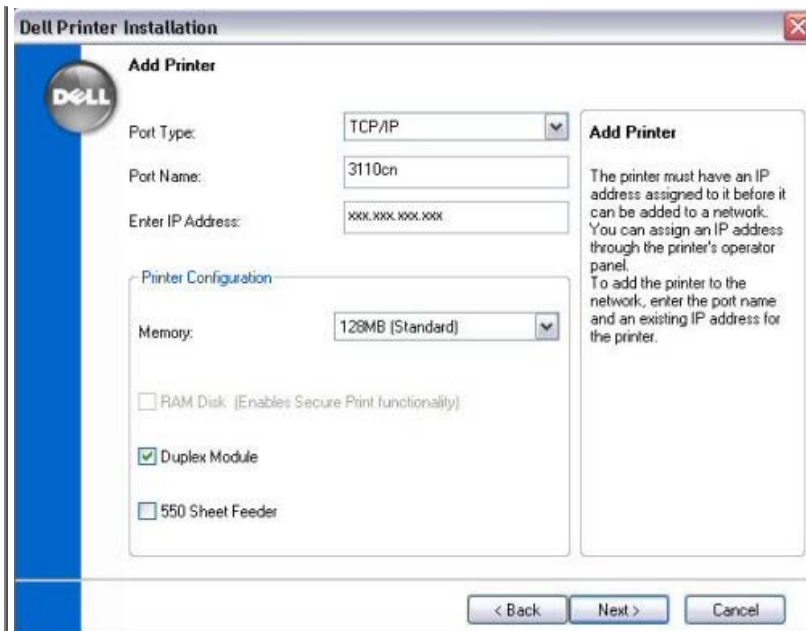 Dell Printer Installation
Add Printer
DELL
Port Type:
TCP/IP
Port Name:
3110cn
Enter IP Address:
xxx.xxx.xxx.xxx
Printer Configuration
Memory:
128MB (Standard)
RAM Disk (Enables Secure Print functionality)
Duplex Module
550 Sheet Feeder
Add Printer
The printer must have an IP
address assigned to it before it
can be added to a network.
You can assign an IP address
through the printer's operator
panel.
To add the printer to the
network, enter the port name
and an existing IP address for
the printer.
< Back
Next >
Cancel